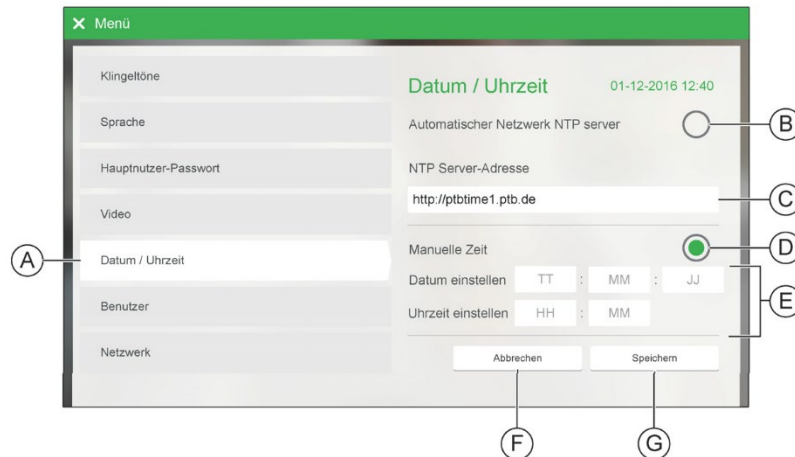 × Menü
Klingeltöne
Sprache
Hauptnutzer-Passwort
Video
A
Datum / Uhrzeit
Benutzer
Netzwerk
Datum / Uhrzeit 01-12-2016 12:40
Automatischer Netzwerk NTP server B
NTP Server-Adresse
http://ptbtime1.ptb.de C
Manuelle Zeit D
Datum einstellen TT : MM : JJ
E
Uhrzeit einstellen HH : MM
Abbrechen Speichern
F G